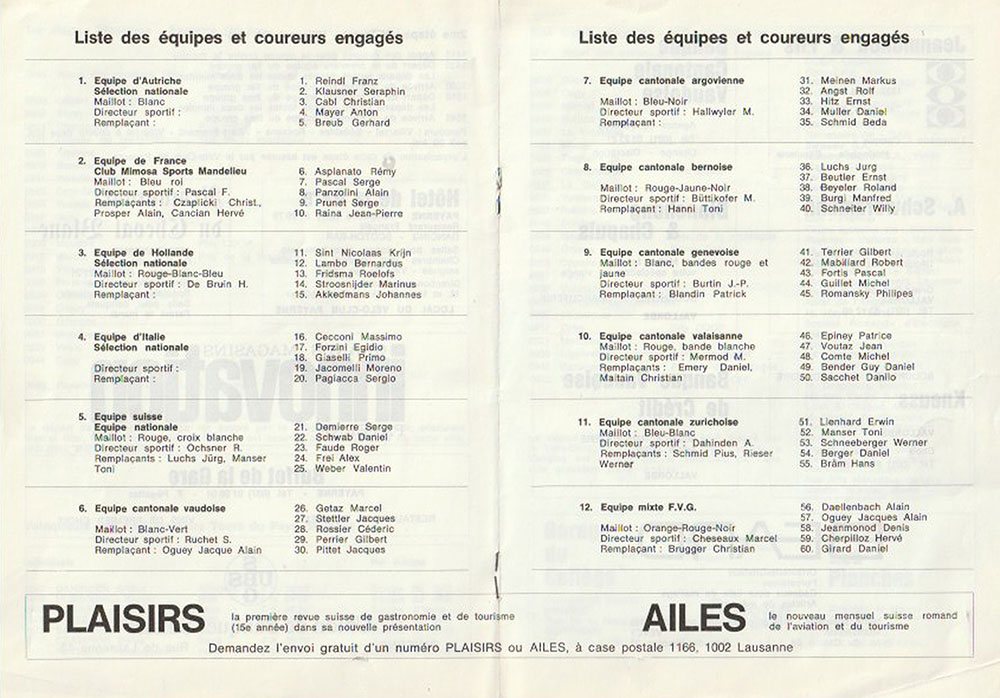 Liste des équipes et coureurs engagés
1. Equipe d'Autriche
Sélection nationale
Maillot : Blanc
Directeur sportif :
Remplaçant :
1. Reindl Franz
2. Klausner Seraphin
3. Cabl Christian
4. Mayer Anton
5. Breub Gerhard
2. Equipe de France
Club Mimosa Sports Mandelieu
Maillot : Bleu roi
Directeur sportif : Pascal F.
Remplaçants : Czaplicki Christ.,
Prosper Alain, Cancian Hervé
6. Asplanato Rémy
7. Pascal Serge
8. Panzolini Alain
9. Prunet Serge
10. Raina Jean-Pierre
3. Equipe de Hollande
Sélection nationale
Maillot : Rouge-Blanc-Bleu
Directeur sportif : De Bruin H.
Remplaçant :
11. Sint Nicolaas Krijn
12. Lambo Bernardus
13. Fridsma Roelofs
14. Stroosnijder Marinus
15. Akkedmans Johannes
4. Equipe d'Italie
Sélection nationale
Directeur sportif :
Remplaçant :
16. Cecconi Massimo
17. Forzini Egidio
18. Giaselli Primo
19. Jacomelli Moreno
20. Pagiacca Sergio
5. Equipe suisse
Equipe nationale
Maillot : Rouge, croix blanche
Directeur sportif : Ochsner R.
Remplaçants : Luchs Jürg, Manser
Toni
21. Demierre Serge
22. Schwab Daniel
23. Faude Roger
24. Frei Alex
25. Weber Valentin
6. Equipe cantonale vaudoise
Maillot : Blanc-Vert
Directeur sportif : Ruchet S.
Remplaçant : Oguey Jacque Alain
26. Getaz Marcel
27. Stettler Jacques
28. Rossier Céderic
29. Perrier Gilbert
30. Pittet Jacques
Liste des équipes et coureurs engagés
7. Equipe cantonale argovienne
Maillot : Bleu-Noir
Directeur sportif : Hallwyler M.
Remplaçant :
31. Meinen Markus
32. Angst Rolf
33. Hitz Ernst
34. Muller Daniel
35. Schmid Beda
8. Equipe cantonale bernoise
Maillot : Rouge-Jaune-Noir
Directeur sportif : Büttikofer M.
Remplaçant : Hanni Toni
36. Luchs Jurg
37. Beutler Ernst
38. Beyeler Roland
39. Burg Manfred
40. Schneiter Willy
9. Equipe cantonale genevoise
Maillot : Blanc, bandes rouge et
jaune
Directeur sportif : Burtin J.-P.
Remplaçant : Blandin Patrick
41. Terrier Gilbert
42. Mabillard Robert
43. Fortis Pascal
44. Guillet Michel
45. Romansky Philipes
10. Equipe cantonale valaisanne
Maillot : Rouge, bande blanche
Directeur sportif : Mermod M.
Remplaçants : Emery Daniel,
Maitain Christian
46. Epiney Patrice
47. Voutaz Jean
48. Comte Michel
49. Bender Guy Daniel
50. Sacchet Danilo
11. Equipe cantonale zurichoise
Maillot : Bleu-Blanc
Directeur sportif : Dahinden A.
Remplaçants : Schmid Pius, Rieser
Werner
51. Lienhard Erwin
52. Manser Toni
53. Schneeberger Werner
54. Berger Daniel
55. Bräm Hans
12. Equipe mixte F.V.G.
Maillot : Orange-Rouge-Noir
Directeur sportif : Cheseaux Marcel
Remplaçant : Brugger Christian
56. Daellenbach Alain
57. Oguey Jacques Alain
58. Jeanmonod Denis
59. Cherpilloz Hervé
60. Girard Daniel
PLAISIRS
la première revue suisse de gastronomie et de tourisme
(15e année) dans sa nouvelle présentation
AILES
le nouveau mensuel suisse romand
de l'aviation et du tourisme
Demandez l'envoi gratuit d'un numéro PLAISIRS ou AILES, à case postale 1166, 1002 Lausanne